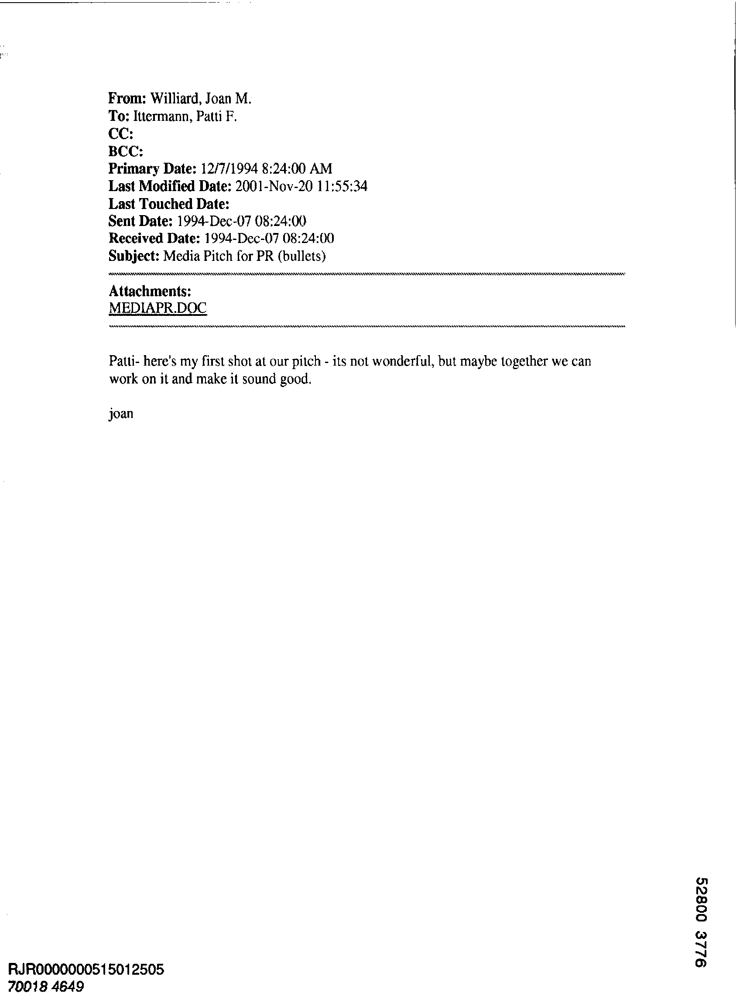 From: Williard, Joan M.
To: Ittermann, Patti F.
CC:
BCC:
Primary Date: 12/7/1994 8:24:00 AM
Last Modified Date: 2001-Nov-20 11:55:34
Last Touched Date:
Sent Date: 1994-Dec-07 08:24:00
Received Date: 1994-Dec-07 08:24:00
Subject: Media Pitch for PR (bullets)
Attachments:
MEDIAPR.DOC
Patti- here's my first shot at our pitch - its not wonderful, but maybe together we can
work on it and make it sound good.
joan
52800 3776
RJR0000000515012505
70018 4649